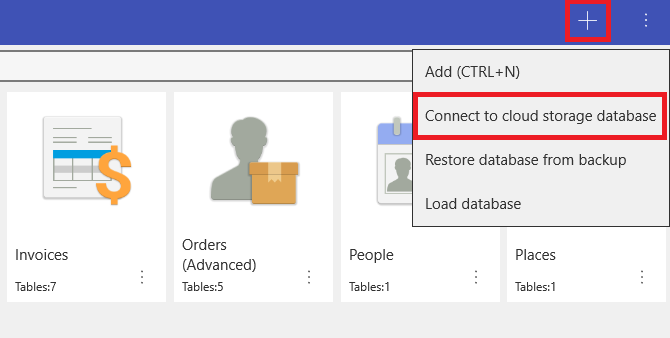 Add (CTRL+N)
Connect to cloud storage database
Restore database from backup
Load database
Invoices
Tables:7
Orders
(Advanced)
Tables:5
People
Tables:1
Places
Tables:1